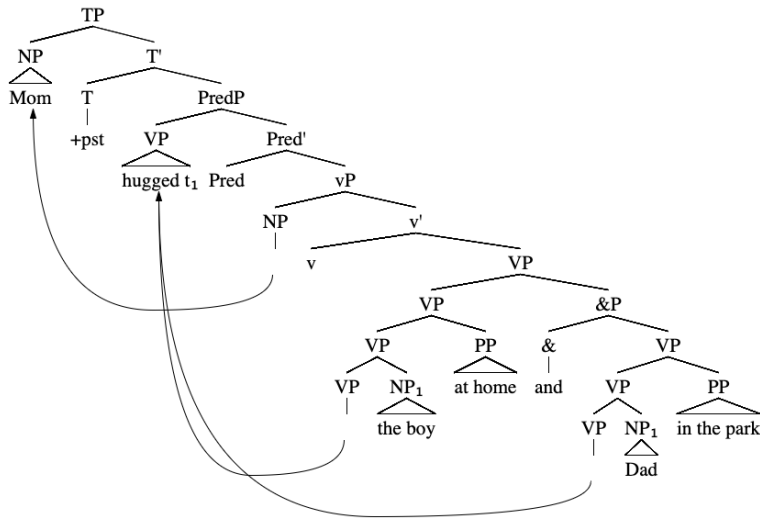 TP
NP T'
Mom T PredP
+pst VP Pred'
hugged t₁ Pred vP
NP v'
v VP
VP &P
VP PP & VP
VP NP₁ at home and VP PP
the boy VP NP₁ in the park
Dad